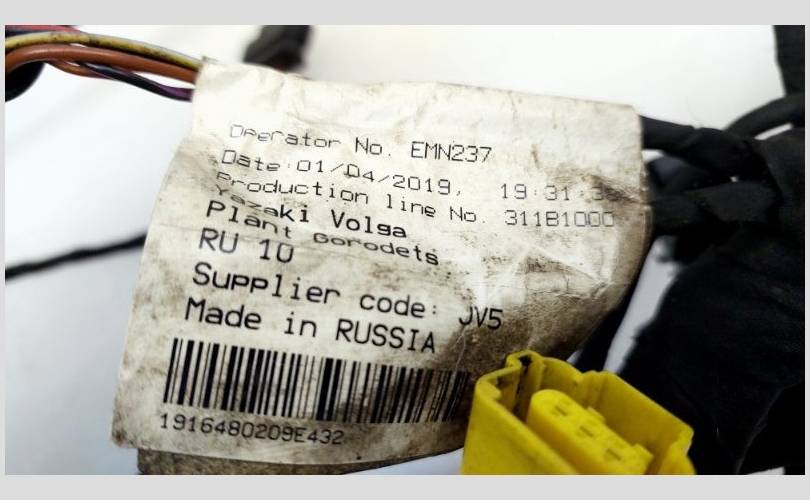 Operator No. EMN237
Date:01/04/2019, 19:31:38
Production line No. 311B1000
Yazaki Volga
Plant Gorodets
RU 10
Supplier code: JV5
Made in RUSSIA
1916480209E432